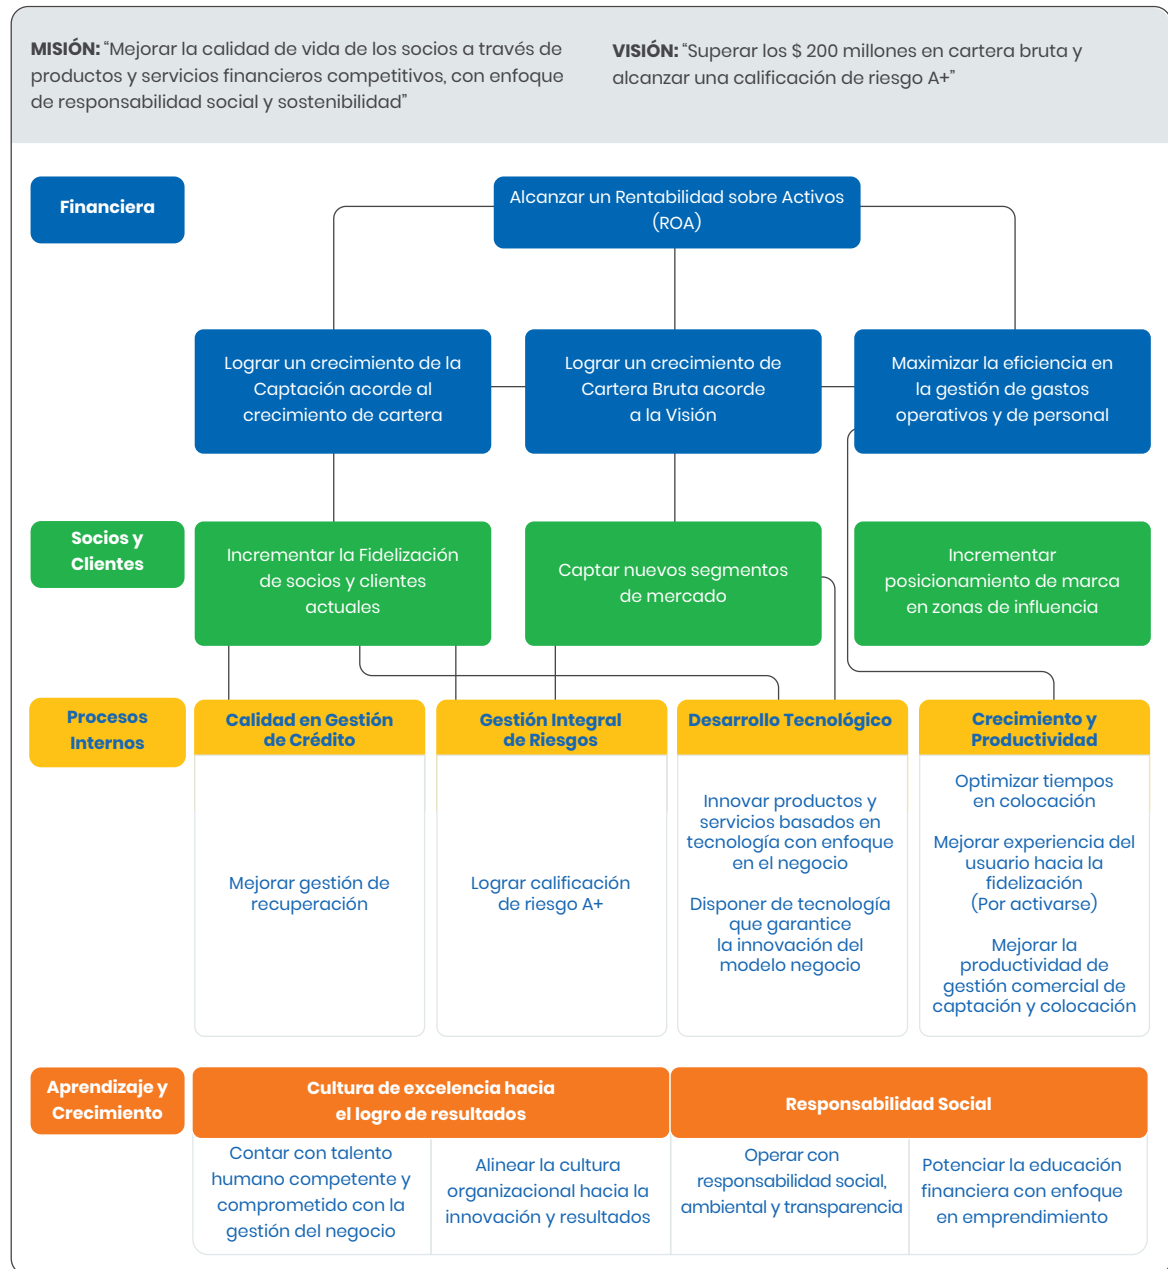 MISIÓN: “Mejorar la calidad de vida de los socios a través de
productos y servicios financieros competitivos, con enfoque
de responsabilidad social y sostenibilidad”
VISIÓN: “Superar los $ 200 millones en cartera bruta y
alcanzar una calificación de riesgo A+”
Financiera
Alcanzar un Rentabilidad sobre Activos
(ROA)
Lograr un crecimiento de la
Captación acorde al
crecimiento de cartera
Lograr un crecimiento de
Cartera Bruta acorde
a la Visión
Maximizar la eficiencia en
la gestión de gastos
operativos y de personal
Socios y
Clientes
Incrementar la Fidelización
de socios y clientes
actuales
Captar nuevos segmentos
de mercado
Incrementar
posicionamiento de marca
en zonas de influencia
Procesos
Internos
Calidad en Gestión
de Crédito
Mejorar gestión de
recuperación
Gestión Integral
de Riesgos
Lograr calificación
de riesgo A+
Desarrollo Tecnológico
Innovar productos y
servicios basados en
tecnología con enfoque
en el negocio
Disponer de tecnología
que garantice
la innovación del
modelo negocio
Crecimiento y
Productividad
Optimizar tiempos
en colocación
Mejorar experiencia del
usuario hacia la
fidelización
(Por activarse)
Mejorar la
productividad de
gestión comercial de
captación y colocación
Aprendizaje y
Crecimiento
Cultura de excelencia hacia
el logro de resultados
Contar con talento
humano competente y
comprometido con la
gestión del negocio
Alinear la cultura
organizacional hacia la
innovación y resultados
Responsabilidad Social
Operar con
responsabilidad social,
ambiental y transparencia
Potenciar la educación
financiera con enfoque
en emprendimiento